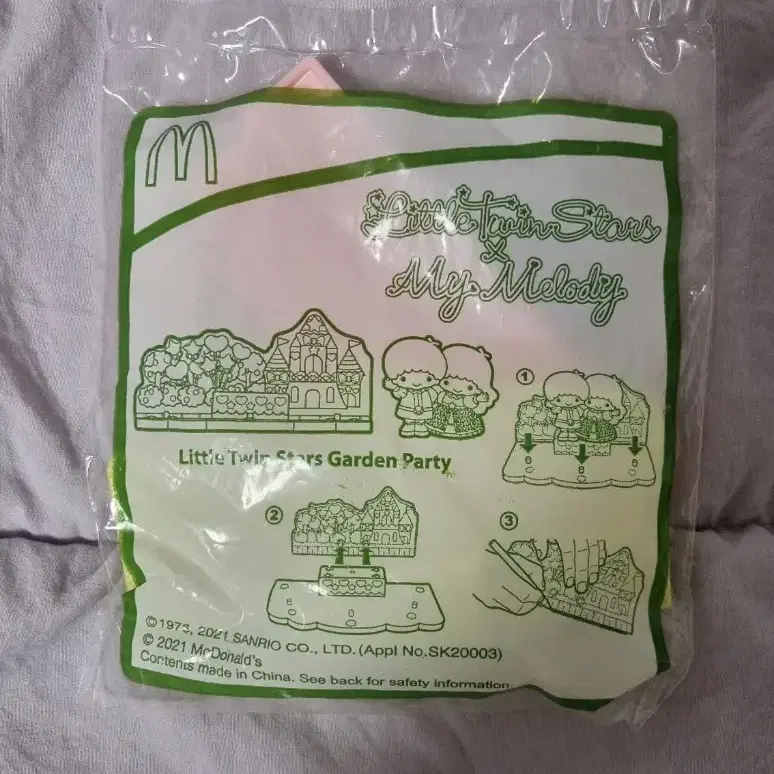 Little Twin Stars
x
My Melody
①
Little Twin Stars Garden Party
②
③
© 1973, 2021 SANRIO CO., LTD. (Appl No.SK20003)
© 2021 McDonald's
Contents made in China. See back for safety information.